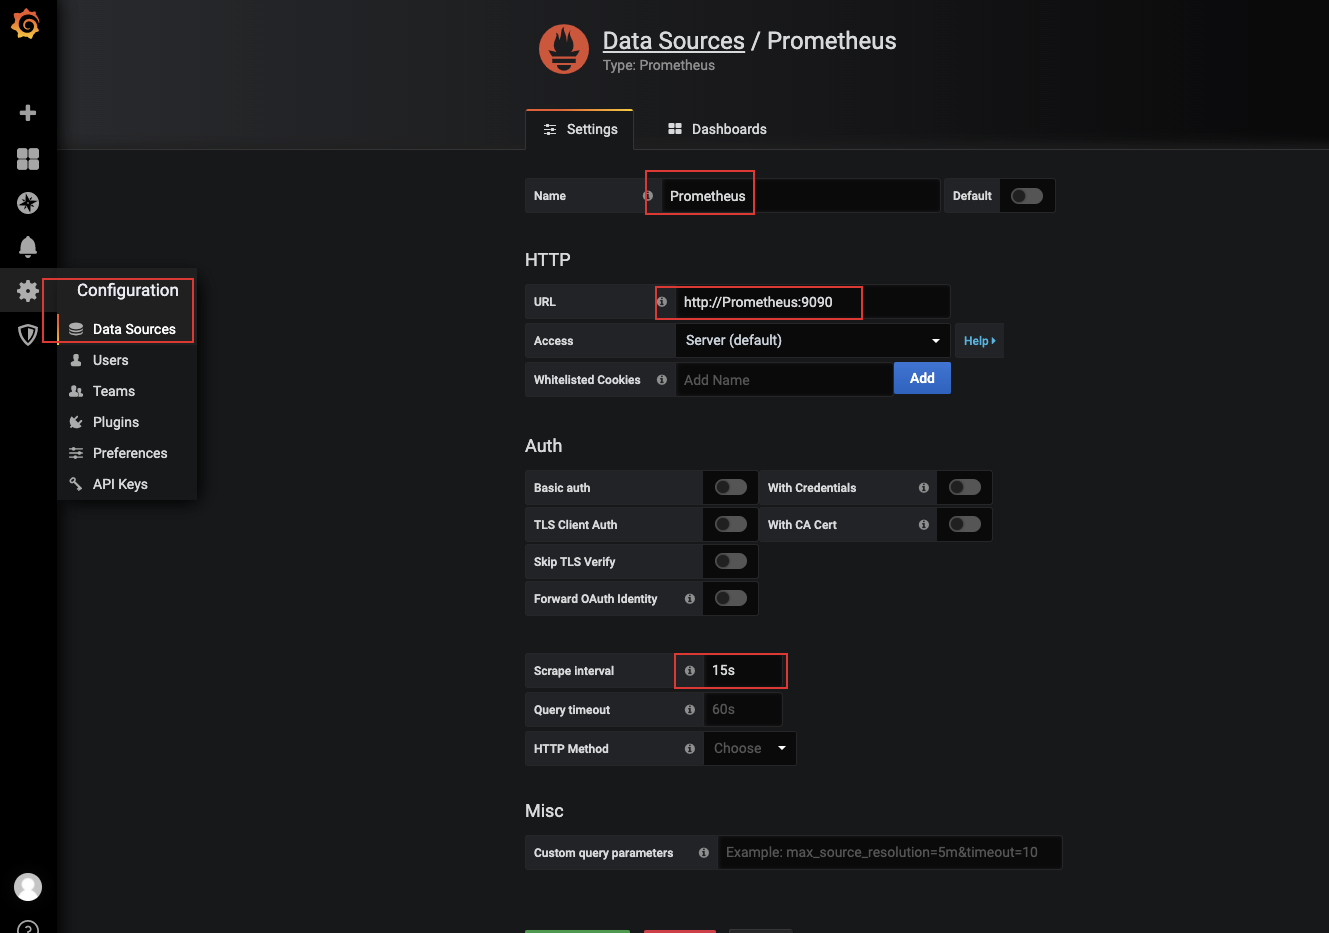 Data Sources / Prometheus
Type: Prometheus
Settings
Dashboards
Name
Prometheus
Default
HTTP
URL
http://Prometheus:9090
Access
Server (default)
Help
Whitelisted Cookies
Add Name
Add
Configuration
Data Sources
Users
Teams
Plugins
Preferences
API Keys
Auth
Basic auth
With Credentials
TLS Client Auth
With CA Cert
Skip TLS Verify
Forward OAuth Identity
Scrape interval
15s
Query timeout
60s
HTTP Method
Choose
Misc
Custom query parameters
Example: max_source_resolution=5m&timeout=10